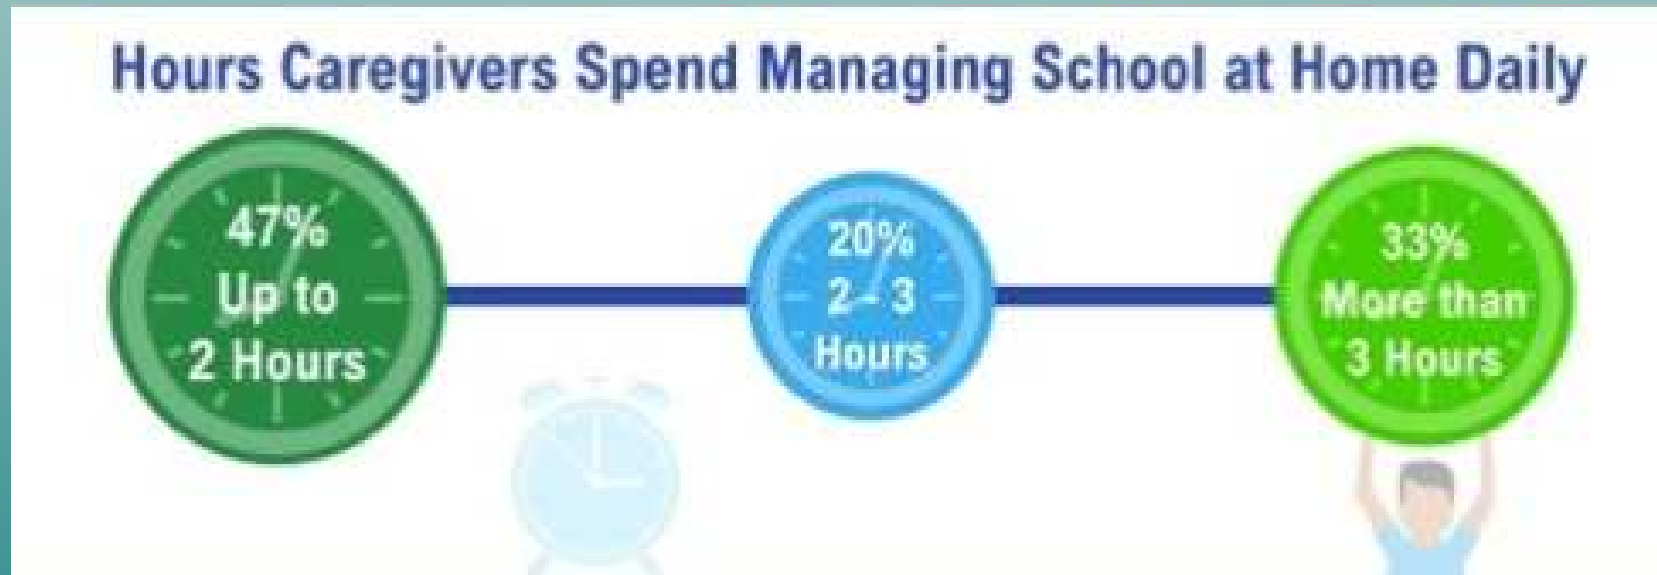 Hours Caregivers Spend Managing School at Home Daily
47%
Up to
2 Hours
20%
2 - 3
Hours
33%
More than
3 Hours